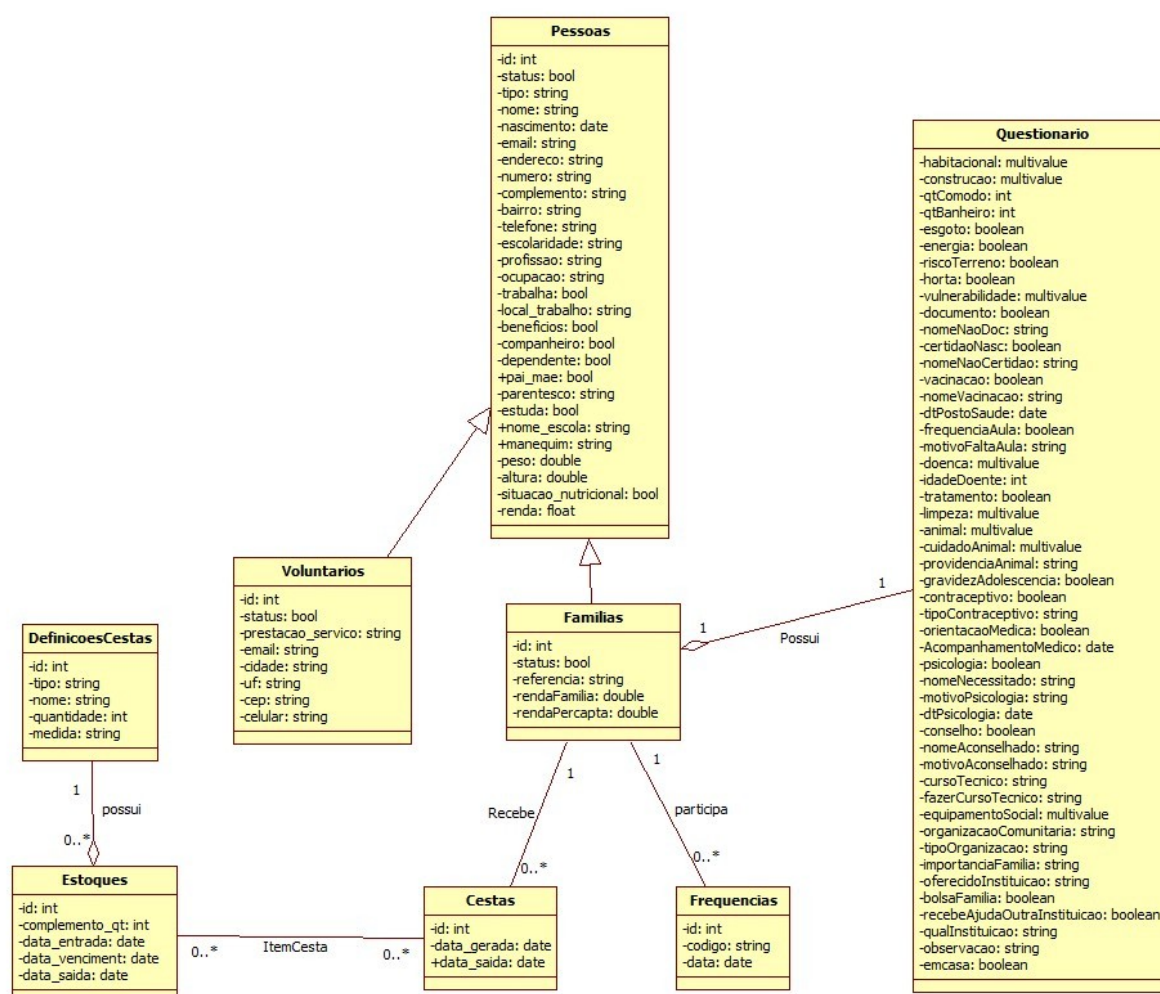 Pessoas
-id: int
-status: bool
-tipo: string
-nome: string
-nascimento: date
-email: string
-endereco: string
-numero: string
-complemento: string
-bairro: string
-telefone: string
-escolaridade: string
-profissao: string
-ocupacao: string
-trabalha: bool
-local_trabalho: string
-beneficios: bool
-companheiro: bool
-dependente: bool
+pai_mae: bool
-parentesco: string
-estuda: bool
+nome_escola: string
+manequim: string
-peso: double
-altura: double
-situacao_nutricional: bool
-renda: float
Questionario
-habitacional: multivalue
-construcao: multivalue
-qtComodo: int
-qtBanheiro: int
-esgoto: boolean
-energia: boolean
-riscoTerreno: boolean
-horta: boolean
-vulnerabilidade: multivalue
-documento: boolean
-nomeNaoDoc: string
-certidaoNasc: boolean
-nomeNaoCertidao: string
-vacinacao: boolean
-nomeVacinacao: string
-dtPostoSaude: date
-frequenciaAula: boolean
-motivoFaltaAula: string
-doenca: multivalue
-idadeDoente: int
-tratamento: boolean
-limpeza: multivalue
-animal: multivalue
-cuidadoAnimal: multivalue
-providenciaAnimal: string
-gravidezAdolescencia: boolean
-contraceptivo: boolean
-tipoContraceptivo: string
-orientacaoMedica: boolean
-AcompanhamentoMedico: date
-psicologia: boolean
-nomeNecessitado: string
-motivoPsicologia: string
-dtPsicologia: date
-conselho: boolean
-nomeAconselhado: string
-motivoAconselhado: string
-cursoTecnico: string
-fazerCursoTecnico: string
-equipamentoSocial: multivalue
-organizacaoComunitaria: string
-tipoOrganizacao: string
-importanciaFamilia: string
-oferecidoInstituicao: string
-bolsaFamilia: boolean
-recebeAjudaOutraInstituicao: boolean
-qualInstituicao: string
-observacao: string
-emcasa: boolean
Voluntarios
-id: int
-status: bool
-prestacao_servico: string
-email: string
-cidade: string
-uf: string
-cep: string
-celular: string
Familias
-id: int
-status: bool
-referencia: string
-rendaFamilia: double
-rendaPercapta: double
1
Possui
1
DefinicoesCestas
-id: int
-tipo: string
-nome: string
-quantidade: int
-medida: string
1
possui
0..*
1
Recebe
0..*
1
participa
0..*
Estoques
-id: int
-complemento_qt: int
-data_entrada: date
-data_venciment: date
-data_saida: date
0..*
ItemCesta
0..*
Cestas
-id: int
-data_gerada: date
+data_saida: date
Frequencias
-id: int
-codigo: string
-data: date